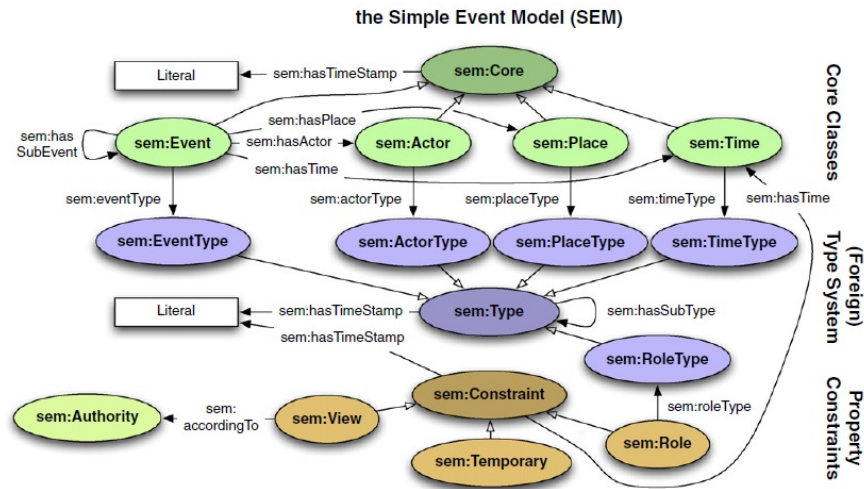 the Simple Event Model (SEM)
Literal
sem:hasTimeStamp
sem:Core
Core Classes
sem:has
SubEvent
sem:Event
sem:hasPlace
sem:hasActor
sem:hasTime
sem:Actor
sem:Place
sem:Time
sem:eventType
sem:actorType
sem:placeType
sem:timeType
sem:hasTime
sem:EventType
sem:ActorType
sem:PlaceType
sem:TimeType
(Foreign)
Type System
Literal
sem:hasTimeStamp
sem:hasTimeStamp
sem:Type
sem:hasSubType
sem:RoleType
sem:Authority
sem:
accordingTo
sem:View
sem:Constraint
sem:roleType
sem:Temporary
sem:Role
Property
Constraints